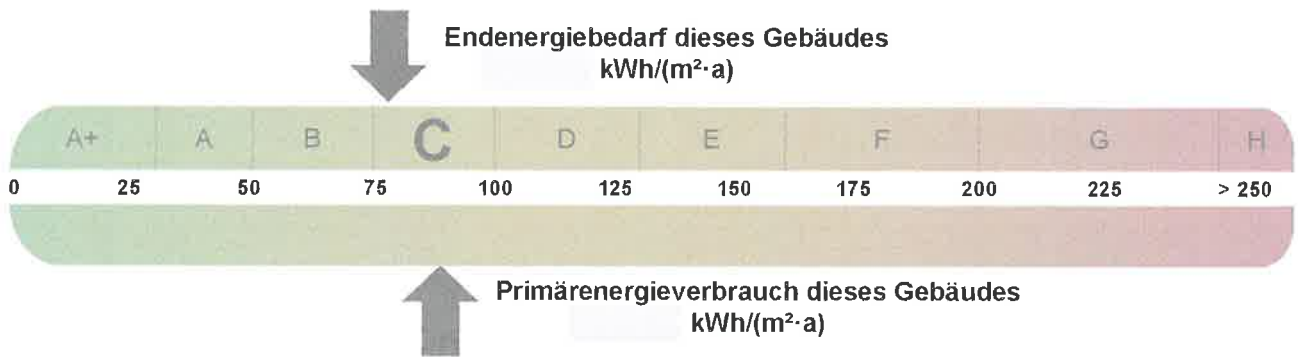 Endenergiebedarf dieses Gebäudes
kWh/(m²·a)
A+ A B C D E F G H
0 25 50 75 100 125 150 175 200 225 > 250
Primärenergieverbrauch dieses Gebäudes
kWh/(m²·a)